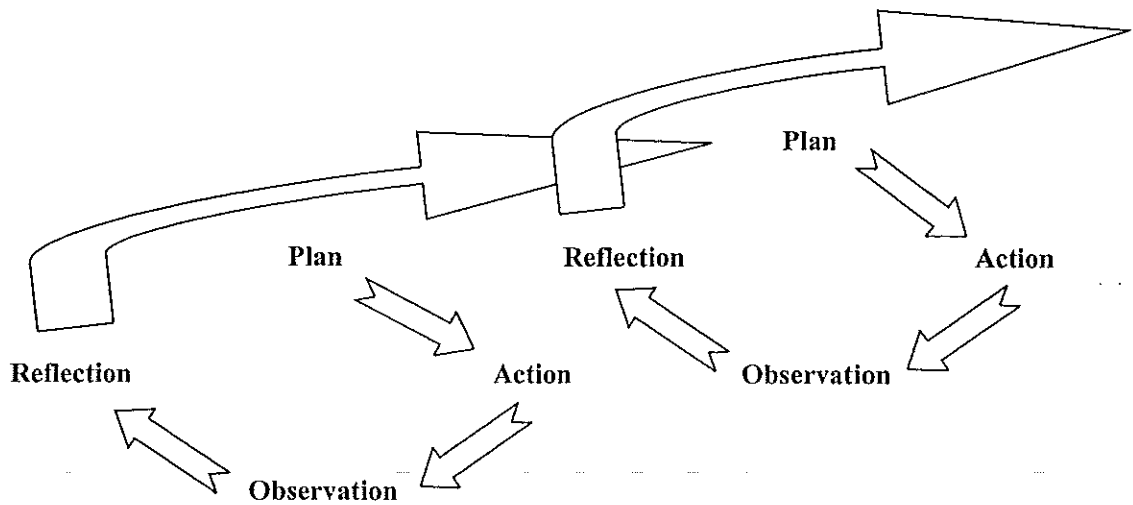 Plan
Plan
Reflection
Action
Reflection
Action
Observation
Observation